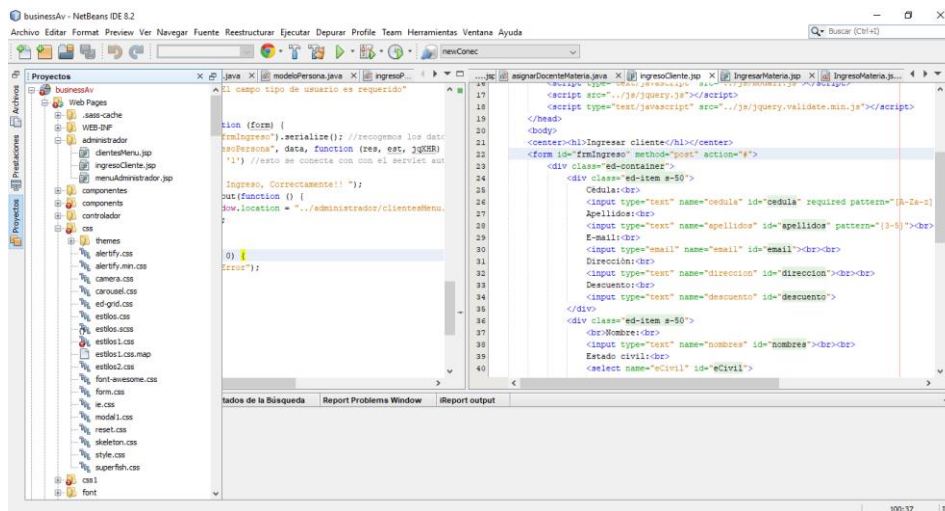 businessAv - NetBeans IDE 8.2
Archivo Editar Format Preview Ver Navegar Fuente Reestructurar Ejecutar Depurar Profile Team Herramientas Ventana Ayuda
Buscar (Ctrl+I)
newConec
Proyectos
.java
modeloPersona.java
ingresoP...
....jsp
asignarDocenteMateria.java
ingresoCliente.jsp
IngresarMateria.jsp
IngresoMateria.js...
Archivos
Prestaciones
Proyectos
businessAv
Web Pages
.sass-cache
WEB-INF
administrador
clientesMenu.jsp
ingresoCliente.jsp
menuAdministrador.jsp
componentes
components
controlador
css
themes
alertify.css
alertify.min.css
camera.css
carousel.css
ed-grid.css
estilos.css
estilos.scss
estilos1.css
estilos1.css.map
estilos2.css
font-awesome.css
form.css
ie.css
modal1.css
reset.css
skeleton.css
style.css
superfish.css
css1
font
El campo tipo de usuario es requerido"
tion (form) {
frmIngreso").serialize(); //recogemos los dato
esoPersona", data, function (res, est, jqXHR)
'1') //esto se conecta con con el servlet aut
Ingreso, Correctamente!! ");
out(function () {
dow.location = "../administrador/clientesMenu.
0) {
Error");
17 <script src="../js/jquery.js"></script>
18 <script type="text/javascript" src="../js/jquery.validate.min.js"></script>
19 </head>
20 <body>
21 <center><h1>Ingresar cliente</h1></center>
22 <form id="frmIngreso" method="post" action="#">
23 <div class="ed-container">
24 <div class="ed-item s-50">
25 Cédula:<br>
26 <input type="text" name="cedula" id="cedula" required pattern="[A-Za-z]
27 Apellidos:<br>
28 <input type="text" name="apellidos" id="apellidos" pattern="{3-5}"><br>
29 E-mail:<br>
30 <input type="email" name="email" id="email"><br><br>
31 Dirección:<br>
32 <input type="text" name="direccion" id="direccion"><br><br>
33 Descuento:<br>
34 <input type="text" name="descuento" id="descuento">
35 </div>
36 <div class="ed-item s-50">
37 <br>Nombre:<br>
38 <input type="text" name="nombres" id="nombres"><br><br>
39 Estado civil:<br>
40 <select name="eCivil" id="eCivil">
tados de la Búsqueda
Report Problems Window
iReport output
100:37